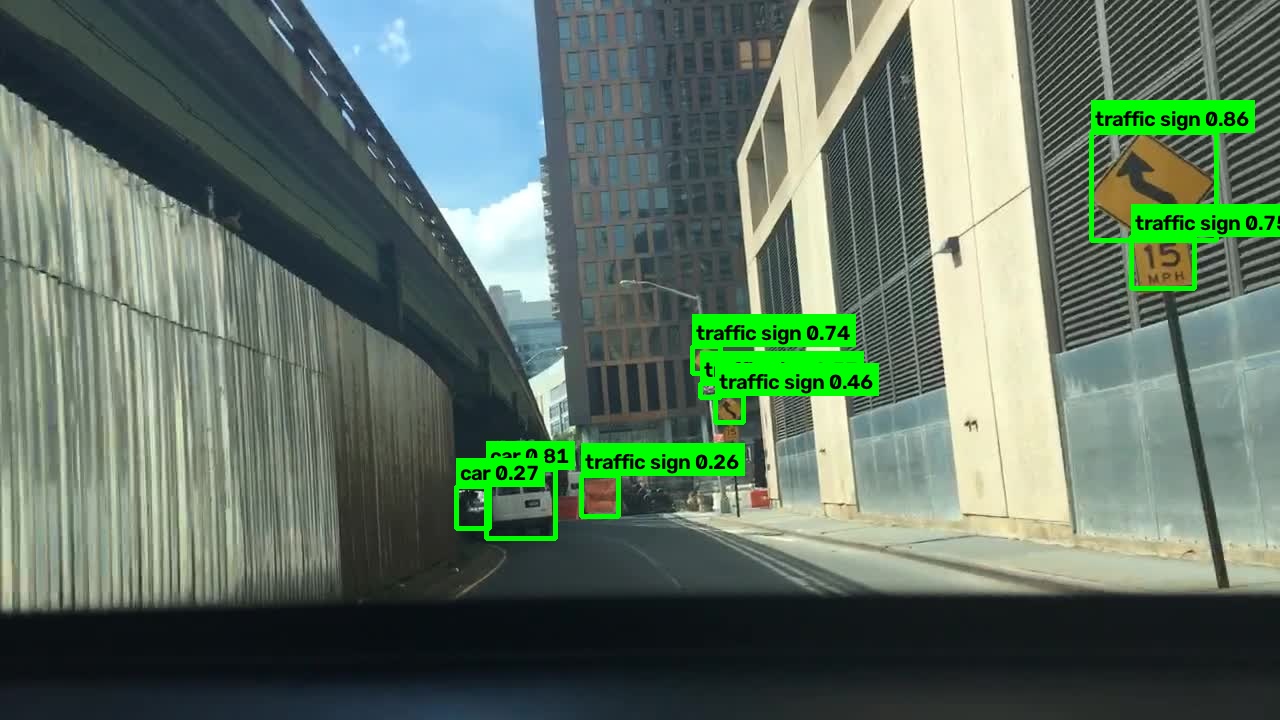 traffic sign 0.86
traffic sign 0.75
15
MPH
traffic sign 0.74
traffic sign 0.46
15
car 0.81
car 0.27
traffic sign 0.26